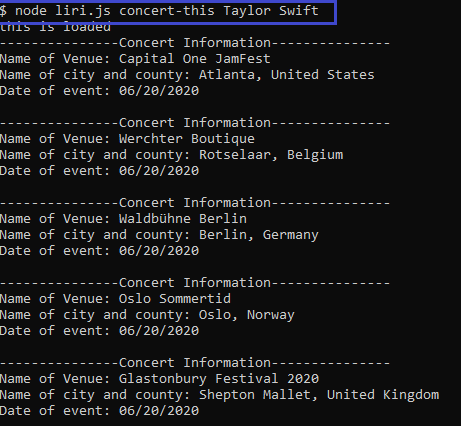 $ node liri.js concert-this Taylor Swift
this is loaded
---------------Concert Information---------------
Name of Venue: Capital One JamFest
Name of city and county: Atlanta, United States
Date of event: 06/20/2020
---------------Concert Information---------------
Name of Venue: Werchter Boutique
Name of city and county: Rotselaar, Belgium
Date of event: 06/20/2020
---------------Concert Information---------------
Name of Venue: Waldbühne Berlin
Name of city and county: Berlin, Germany
Date of event: 06/20/2020
---------------Concert Information---------------
Name of Venue: Oslo Sommertid
Name of city and county: Oslo, Norway
Date of event: 06/20/2020
---------------Concert Information---------------
Name of Venue: Glastonbury Festival 2020
Name of city and county: Shepton Mallet, United Kingdom
Date of event: 06/20/2020